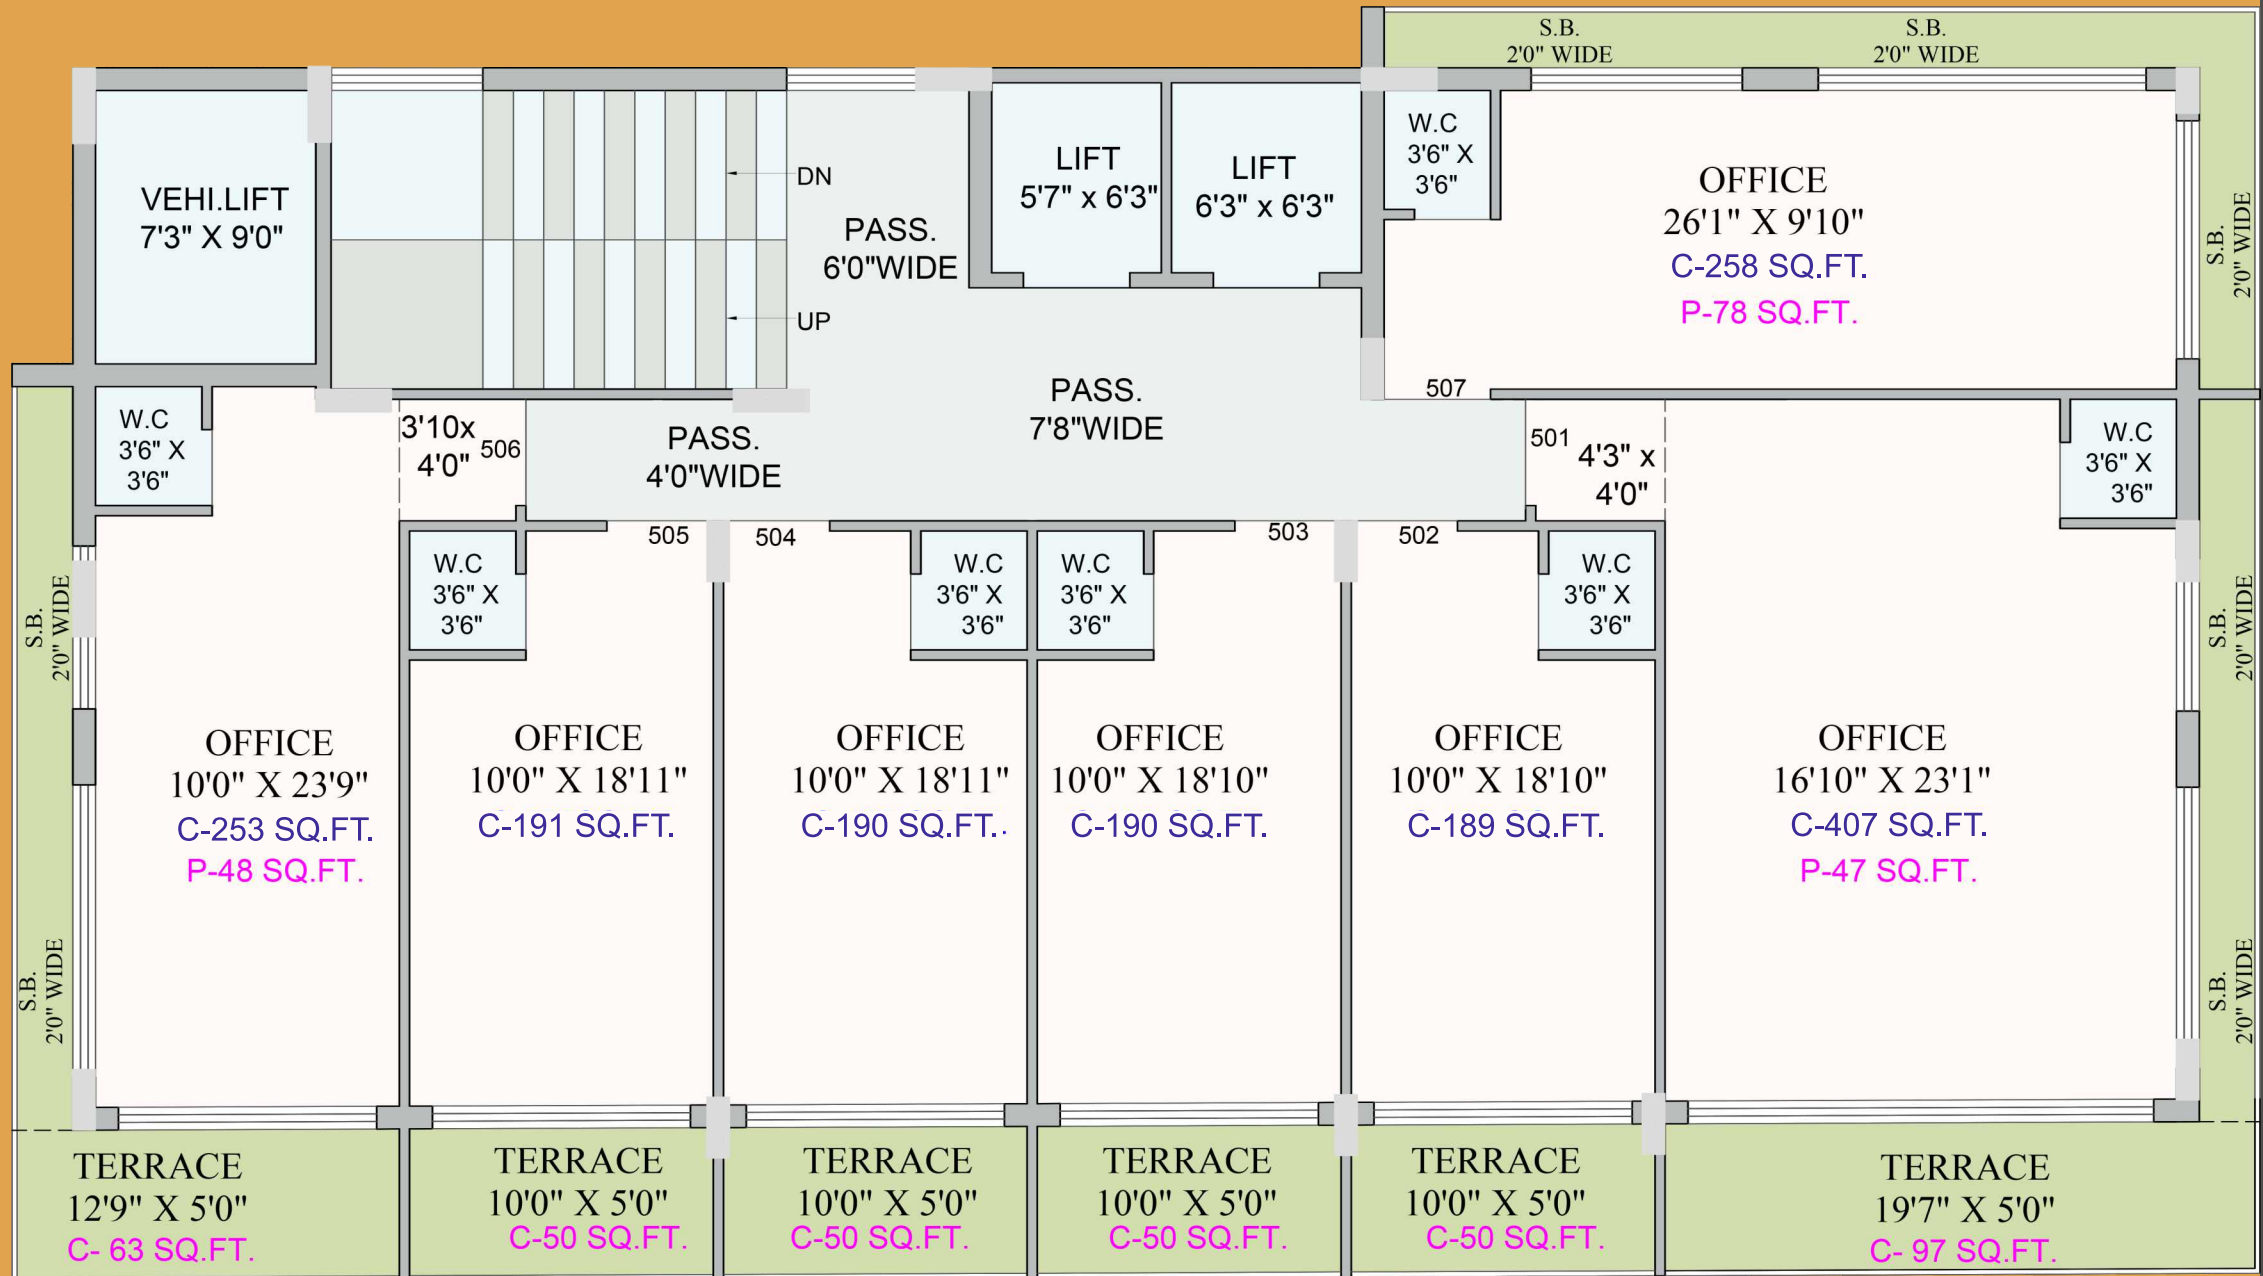 S.B.
2'0" WIDE
S.B.
2'0" WIDE
VEHI.LIFT
7'3" X 9'0"
DN
UP
PASS.
6'0"WIDE
LIFT
5'7" x 6'3"
LIFT
6'3" x 6'3"
W.C
3'6" X
3'6"
OFFICE
26'1" X 9'10"
C-258 SQ.FT.
P-78 SQ.FT.
S.B.
2'0" WIDE
W.C
3'6" X
3'6"
3'10x
4'0"
506
PASS.
4'0"WIDE
PASS.
7'8"WIDE
507
501
4'3" x
4'0"
W.C
3'6" X
3'6"
505
504
503
502
W.C
3'6" X
3'6"
W.C
3'6" X
3'6"
W.C
3'6" X
3'6"
W.C
3'6" X
3'6"
S.B.
2'0" WIDE
S.B.
2'0" WIDE
OFFICE
10'0" X 23'9"
C-253 SQ.FT.
P-48 SQ.FT.
OFFICE
10'0" X 18'11"
C-191 SQ.FT.
OFFICE
10'0" X 18'11"
C-190 SQ.FT..
OFFICE
10'0" X 18'10"
C-190 SQ.FT.
OFFICE
10'0" X 18'10"
C-189 SQ.FT.
OFFICE
16'10" X 23'1"
C-407 SQ.FT.
P-47 SQ.FT.
S.B.
2'0" WIDE
S.B.
2'0" WIDE
TERRACE
12'9" X 5'0"
C- 63 SQ.FT.
TERRACE
10'0" X 5'0"
C-50 SQ.FT.
TERRACE
10'0" X 5'0"
C-50 SQ.FT.
TERRACE
10'0" X 5'0"
C-50 SQ.FT.
TERRACE
10'0" X 5'0"
C-50 SQ.FT.
TERRACE
19'7" X 5'0"
C- 97 SQ.FT.